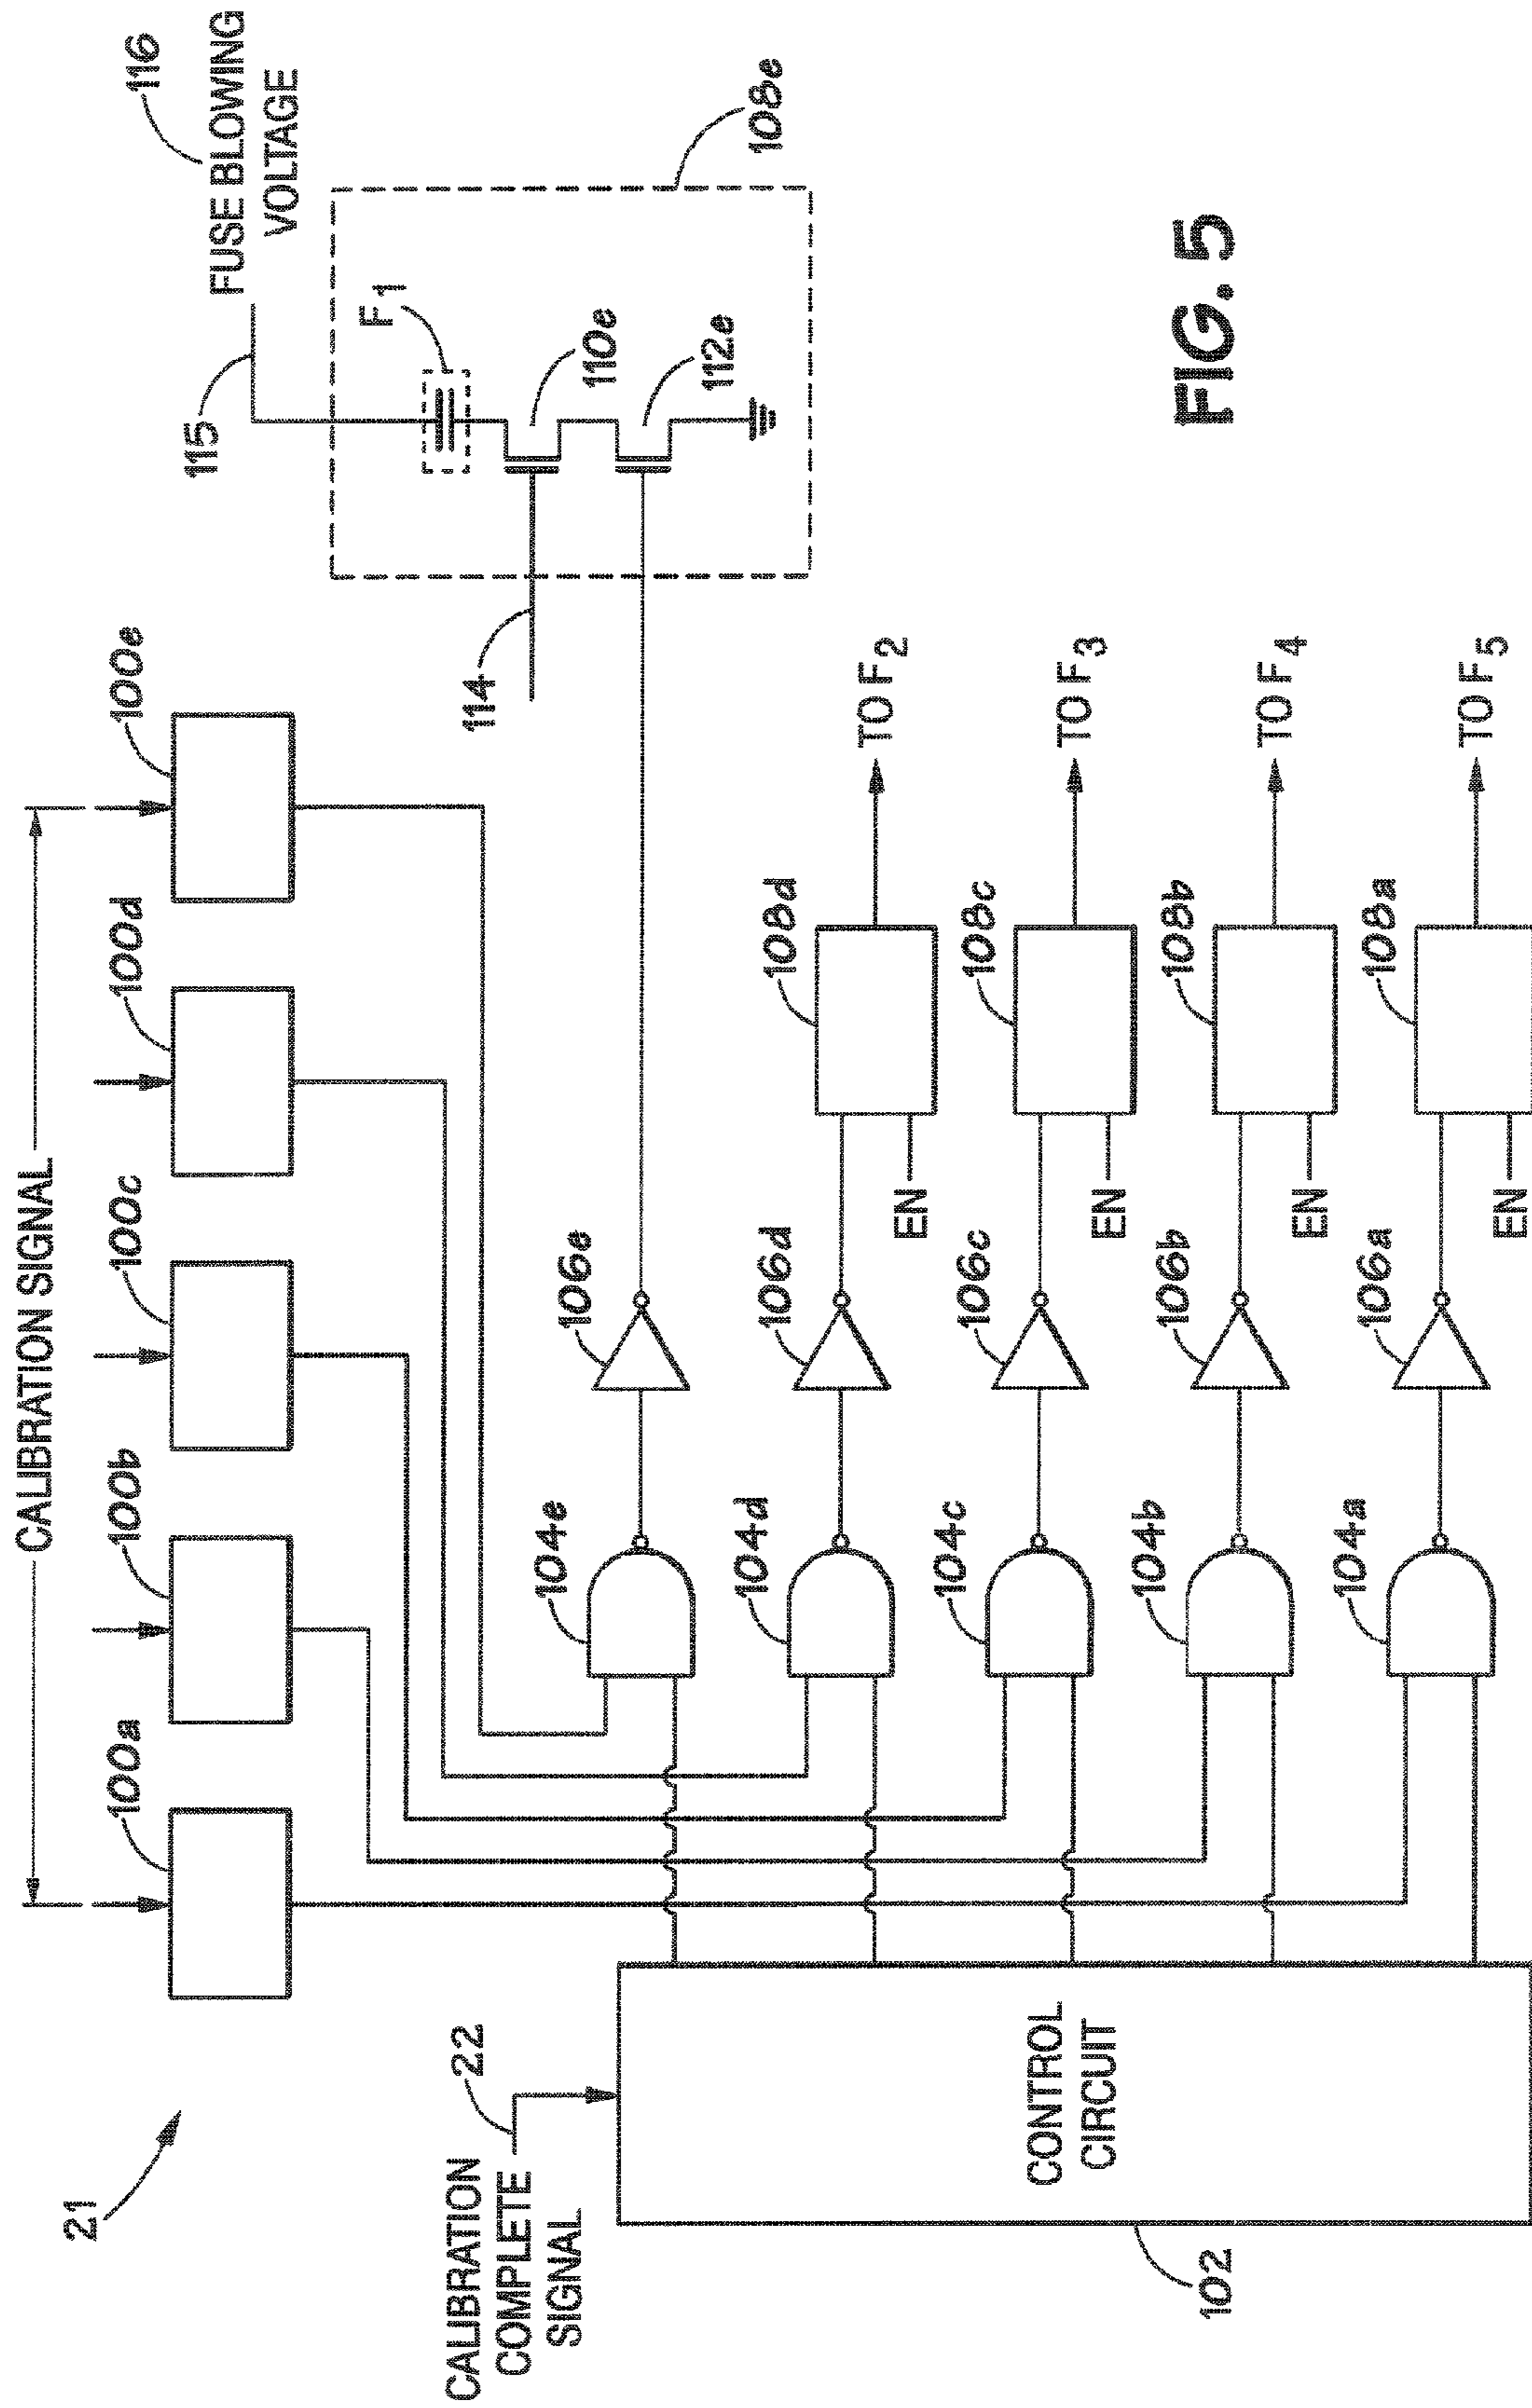 21
CALIBRATION SIGNAL
100a
100b
100c
100d
100e
116
FUSE BLOWING
VOLTAGE
115
F1
110e
112e
108e
114
CALIBRATION
COMPLETE
SIGNAL
22
CONTROL
CIRCUIT
102
104e
106e
104d
106d
108d
EN
TO F2
104c
106c
108c
EN
TO F3
104b
106b
108b
EN
TO F4
104a
106a
108a
EN
TO F5
FIG. 5